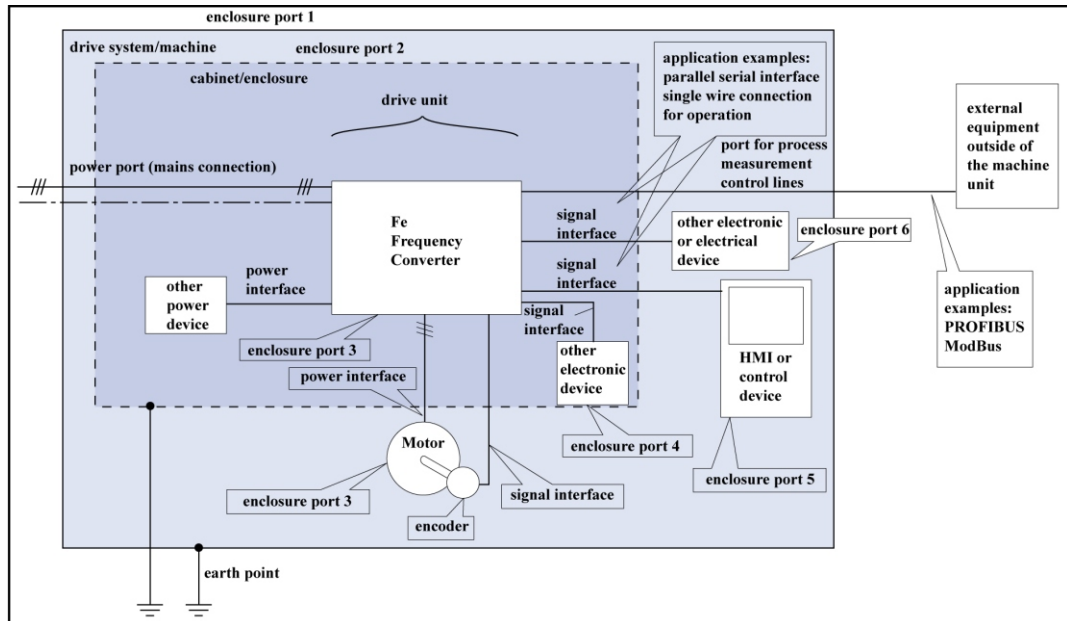 enclosure port 1
drive system/machine
enclosure port 2
cabinet/enclosure
drive unit
application examples:
parallel serial interface
single wire connection
for operation
power port (mains connection)
port for process
measurement
control lines
external
equipment
outside of
the machine
unit
Fe
Frequency
Converter
signal
interface
other electronic
or electrical
device
enclosure port 6
signal
interface
power
interface
other
power
device
signal
interface
application
examples:
PROFIBUS
ModBus
enclosure port 3
other
electronic
device
HMI or
control
device
power interface
Motor
enclosure port 4
enclosure port 5
enclosure port 3
signal interface
encoder
earth point